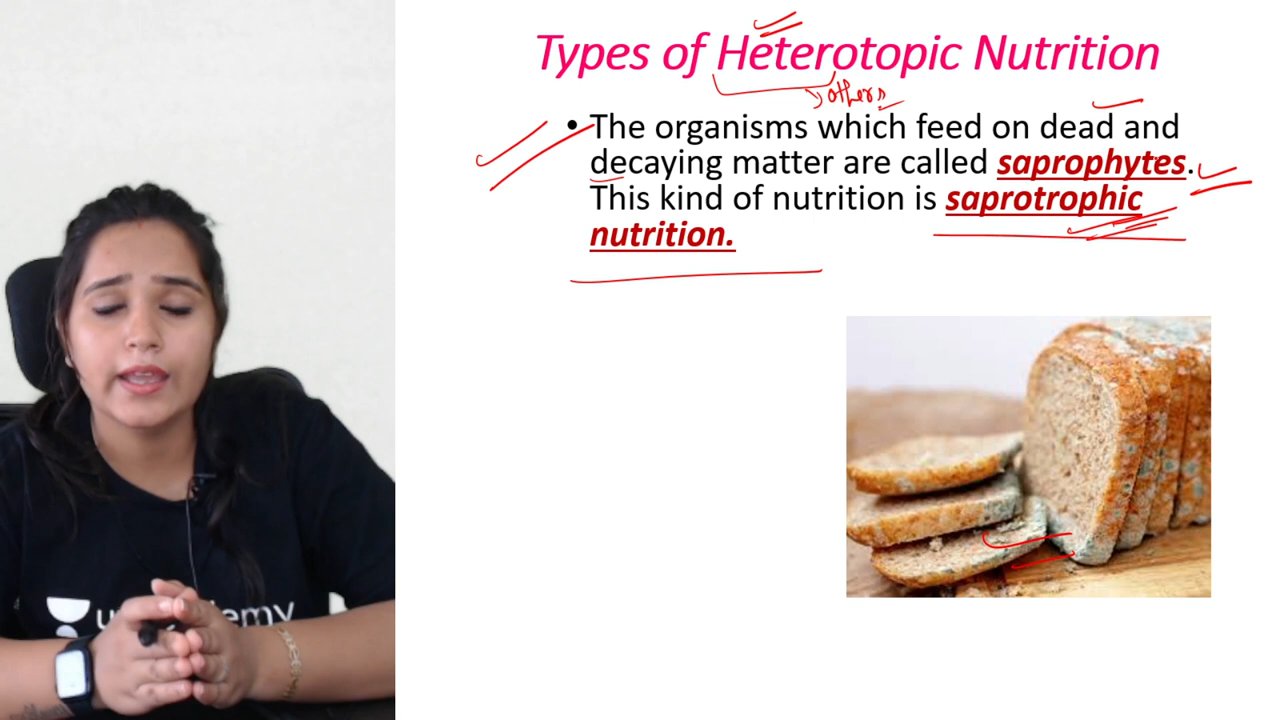 Types of Heterotopic Nutrition
others
• The organisms which feed on dead and
decaying matter are called saprophytes.
This kind of nutrition is saprotrophic
nutrition.